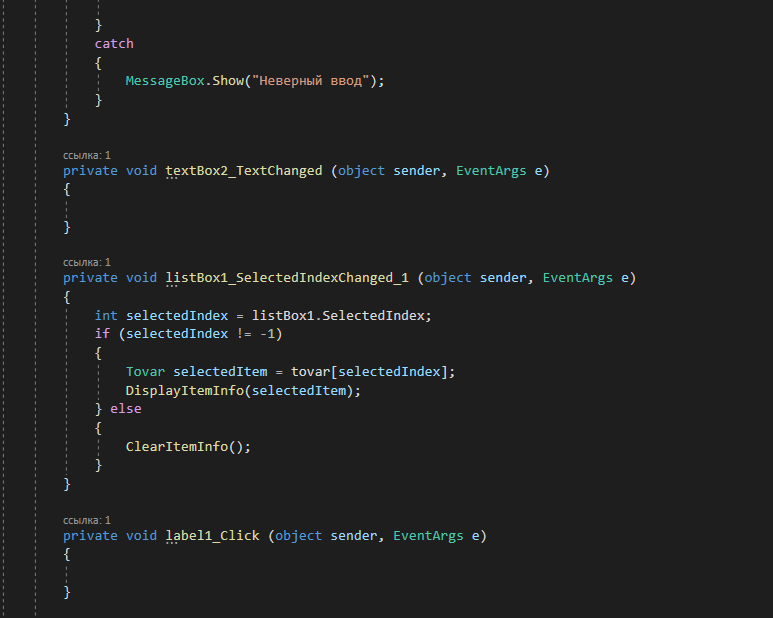 }
catch
{
MessageBox.Show("Неверный ввод");
}
}
ссылка: 1
private void textBox2_TextChanged (object sender, EventArgs e)
{
}
ссылка: 1
private void listBox1_SelectedIndexChanged_1 (object sender, EventArgs e)
{
int selectedIndex = listBox1.SelectedIndex;
if (selectedIndex != -1)
{
Tovar selectedItem = tovar[selectedIndex];
DisplayItemInfo(selectedItem);
} else
{
ClearItemInfo();
}
}
ссылка: 1
private void label1_Click (object sender, EventArgs e)
{
}